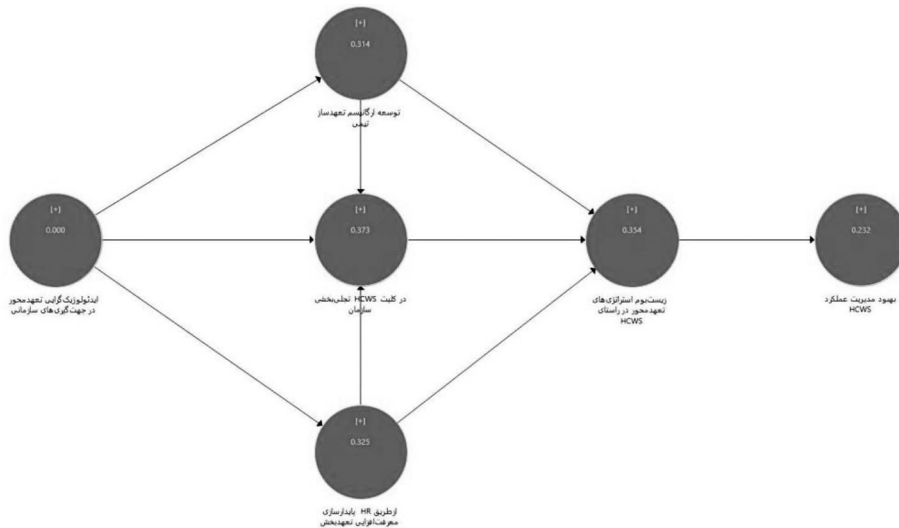 [+]
0.314
توسعه ارگانیسم تعهدساز
تیمی
[+]
0.000
ایدئولوژیک‌گرایی تعهدمحور
در جهت‌گیری‌های سازمانی
[+]
0.373
در کلیت HCWS تجلی‌بخشی
سازمان
[+]
0.354
زیست‌بوم استراتژی‌های
تعهدمحور در راستای
HCWS
[+]
0.232
بهبود مدیریت عملکرد
HCWS
[+]
0.325
ازطریق HR پایدارسازی
معرفت‌افزایی تعهدبخش